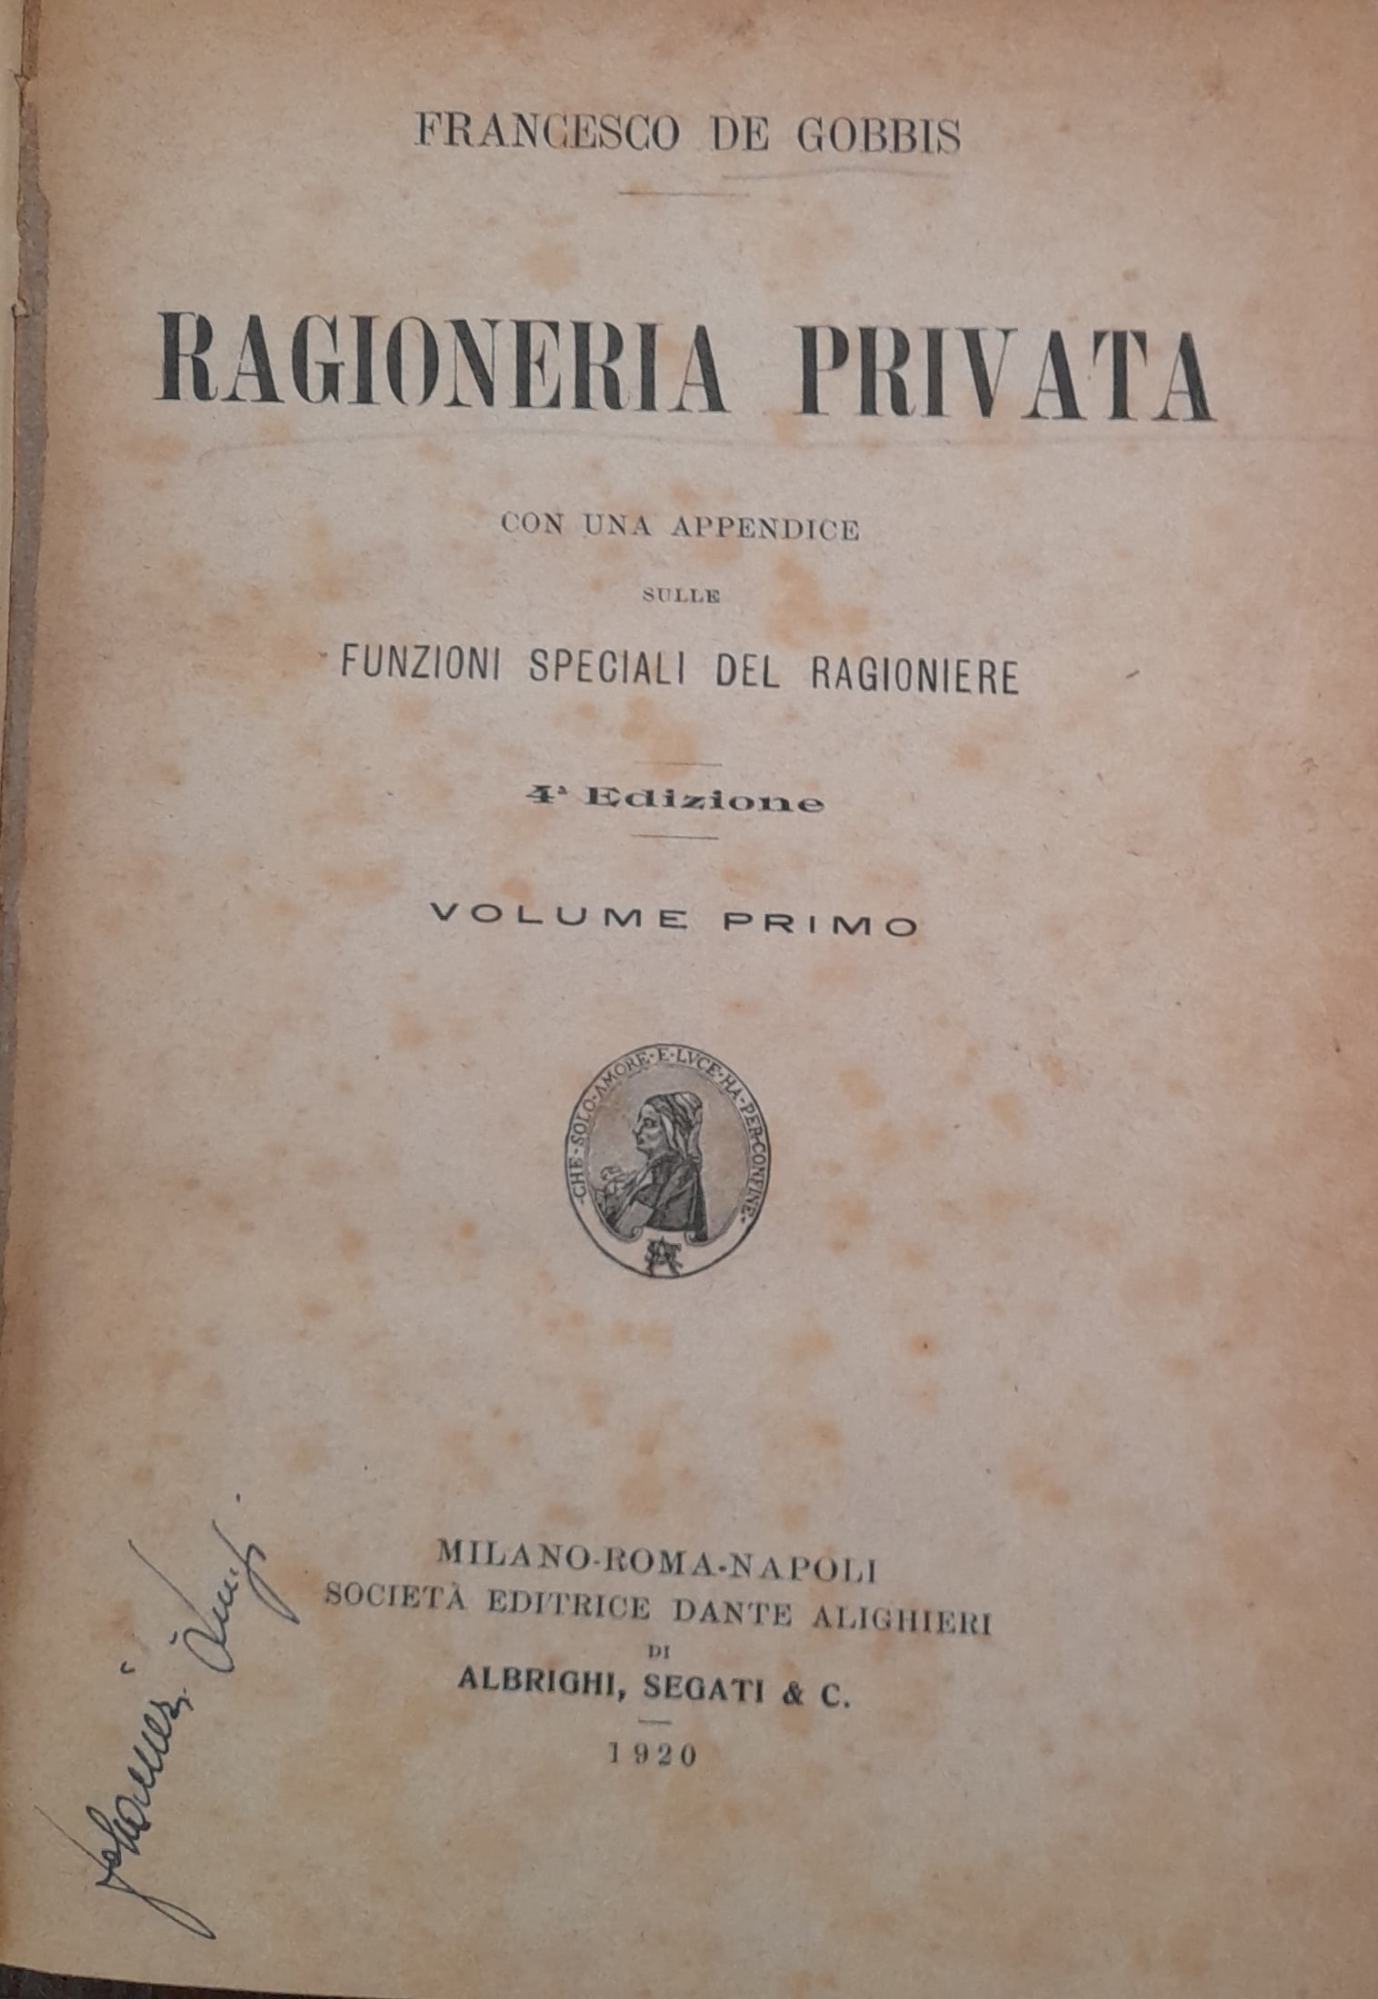 FRANCESCO DE GOBBIS
RAGIONERIA PRIVATA
CON UNA APPENDICE
SULLE
FUNZIONI SPECIALI DEL RAGIONIERE
4ª Edizione
VOLUME PRIMO
·CHE·SOLO·AMORE·E·LVCE·HA·PER·CONFINE·
MILANO-ROMA-NAPOLI
SOCIETÀ EDITRICE DANTE ALIGHIERI
DI
ALBRIGHI, SEGATI & C.
1920